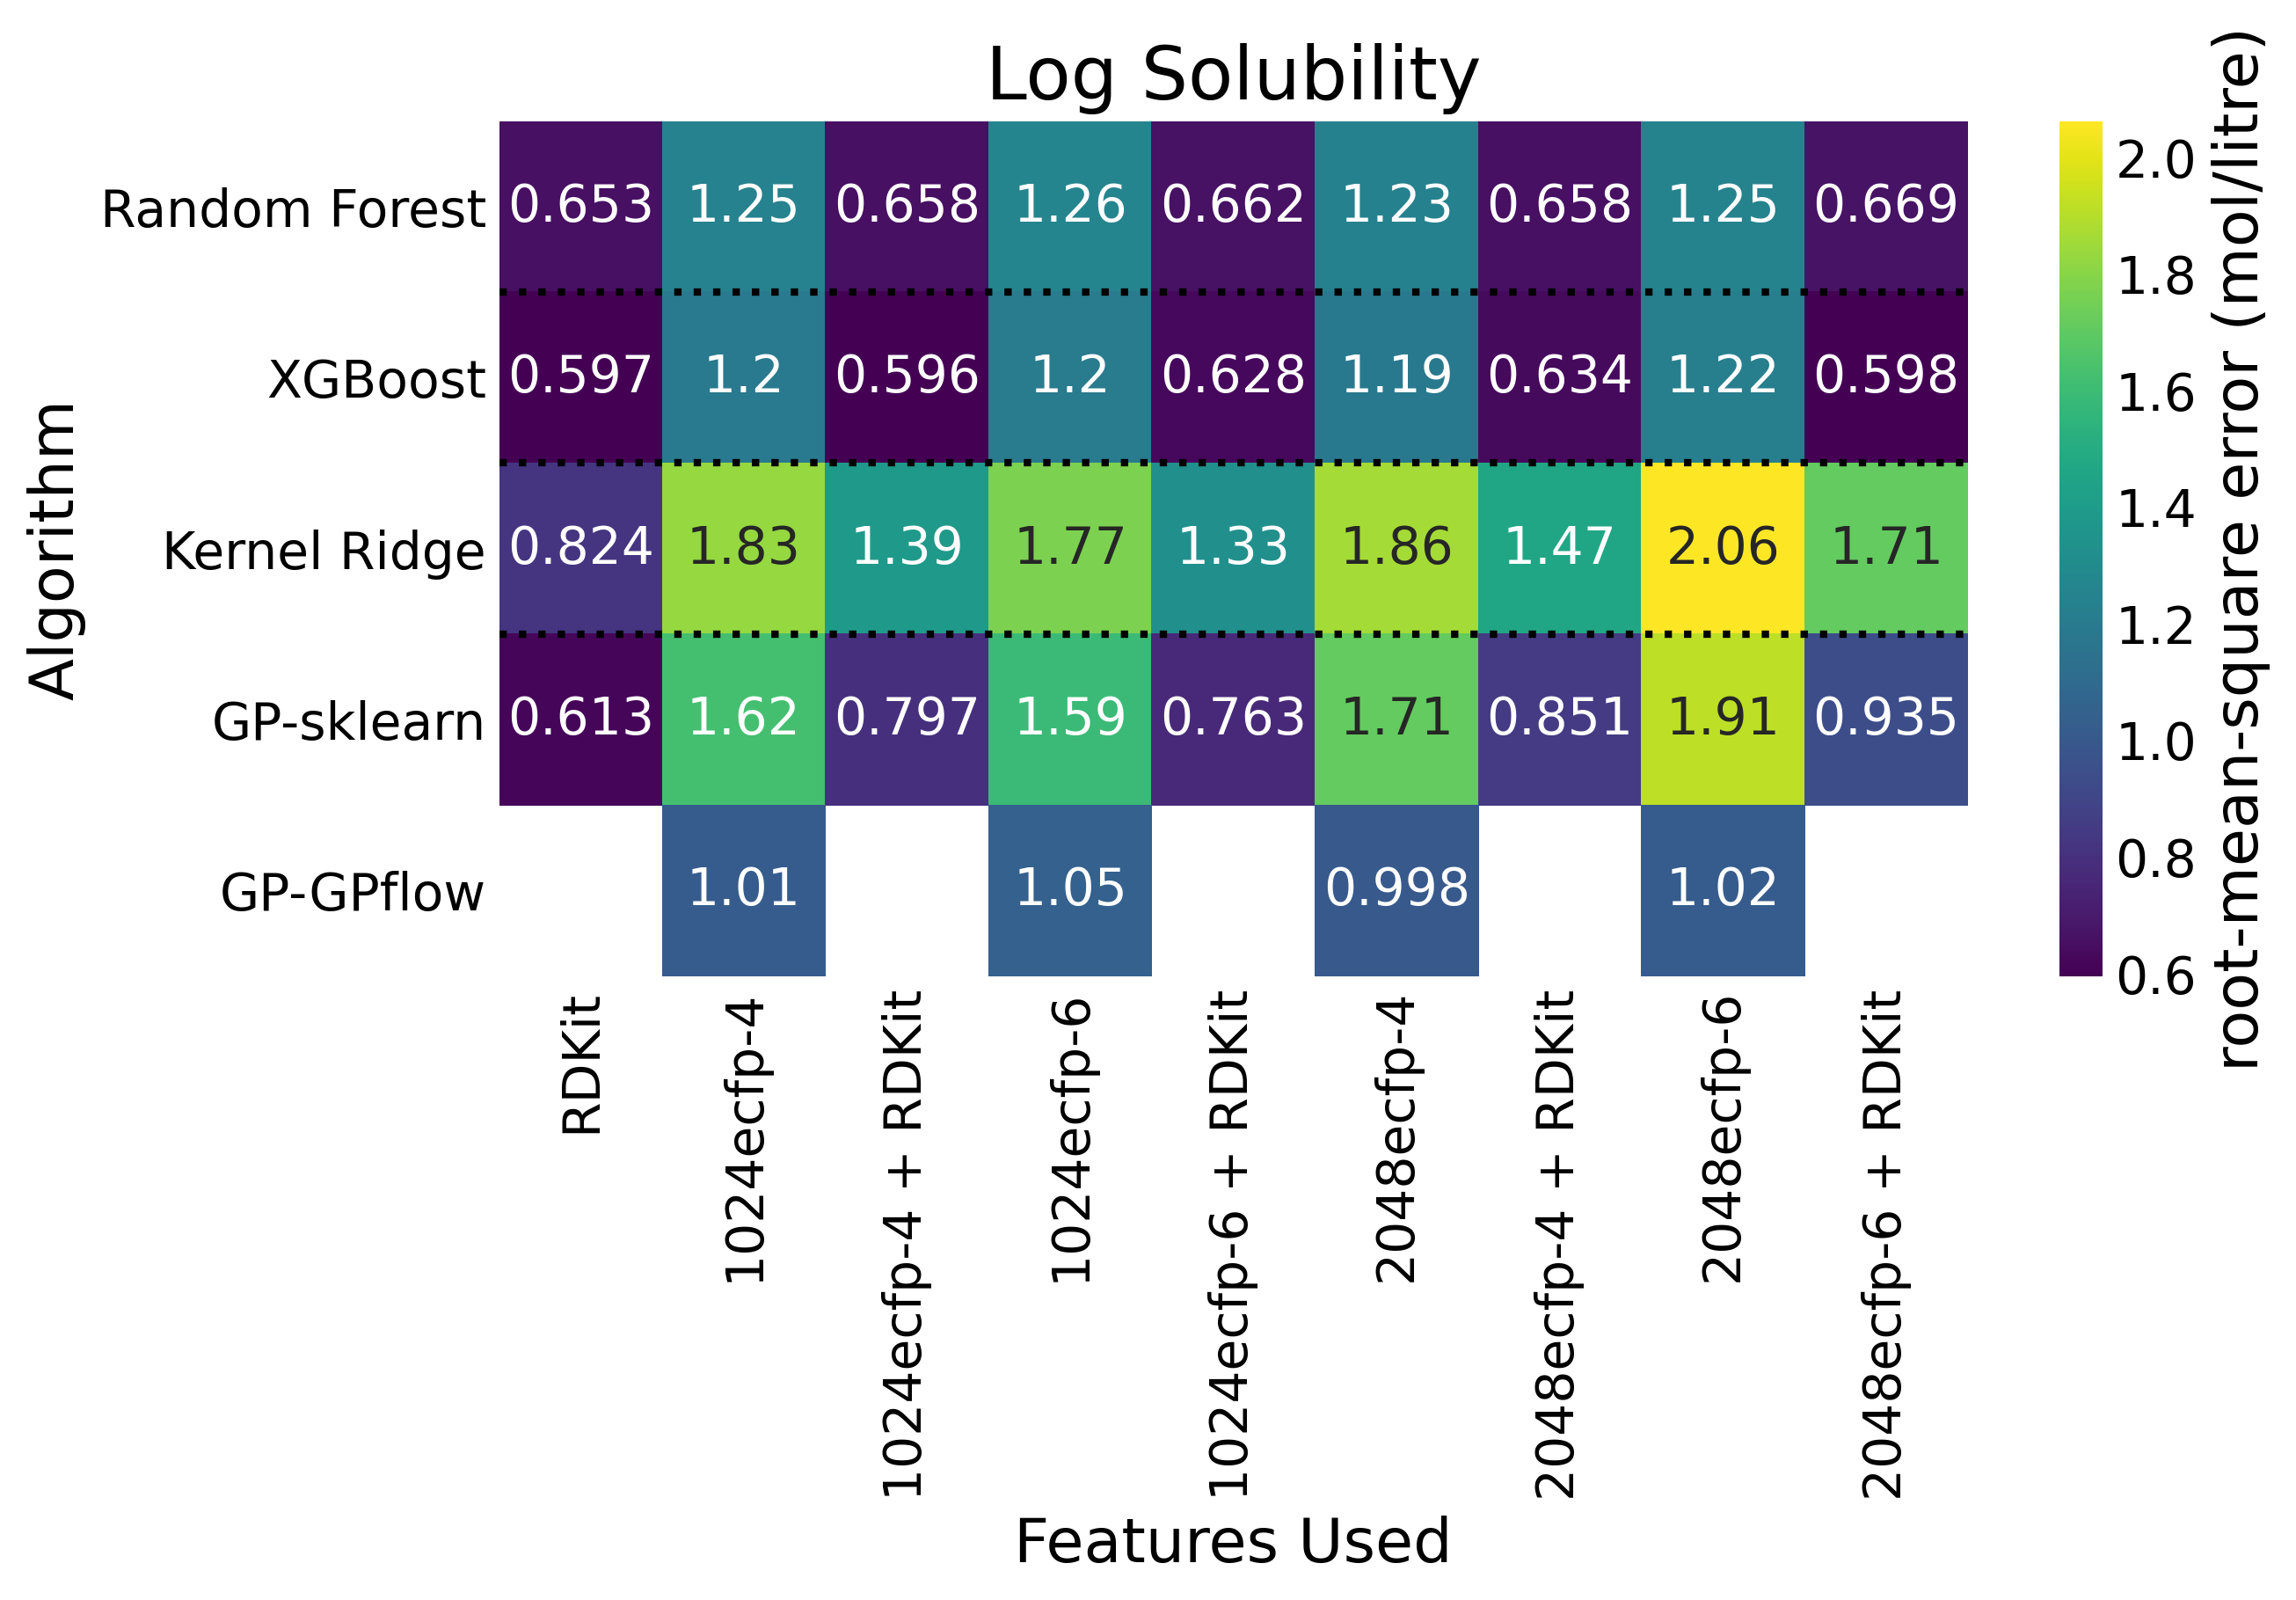 Log Solubility
Algorithm
Random Forest 0.653 1.25 0.658 1.26 0.662 1.23 0.658 1.25 0.669
XGBoost 0.597 1.2 0.596 1.2 0.628 1.19 0.634 1.22 0.598
Kernel Ridge 0.824 1.83 1.39 1.77 1.33 1.86 1.47 2.06 1.71
GP-sklearn 0.613 1.62 0.797 1.59 0.763 1.71 0.851 1.91 0.935
GP-GPflow 1.01 1.05 0.998 1.02
RDKit
1024ecfp-4
1024ecfp-4 + RDKit
1024ecfp-6
1024ecfp-6 + RDKit
2048ecfp-4
2048ecfp-4 + RDKit
2048ecfp-6
2048ecfp-6 + RDKit
Features Used
2.0
1.8
1.6
1.4
1.2
1.0
0.8
0.6
root-mean-square error (mol/litre)